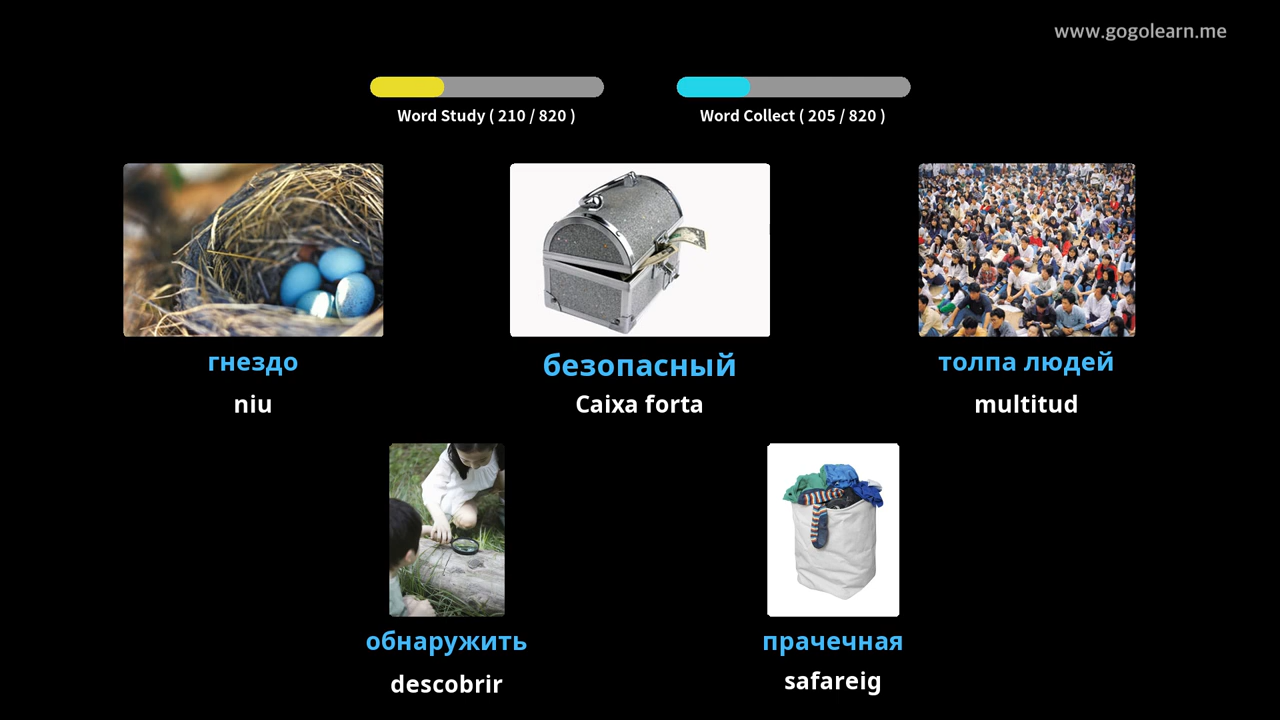 www.gogolearn.me
Word Study ( 210 / 820 )
Word Collect ( 205 / 820 )
гнездо
niu
безопасный
Caixa forta
толпа людей
multitud
обнаружить
descobrir
прачечная
safareig